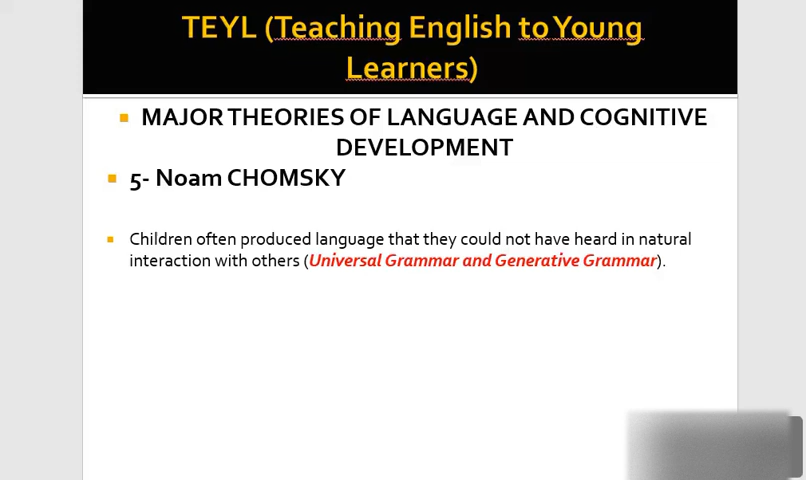 TEYL (Teaching English to Young
Learners)
MAJOR THEORIES OF LANGUAGE AND COGNITIVE
DEVELOPMENT
5- Noam CHOMSKY
Children often produced language that they could not have heard in natural
interaction with others (Universal Grammar and Generative Grammar).